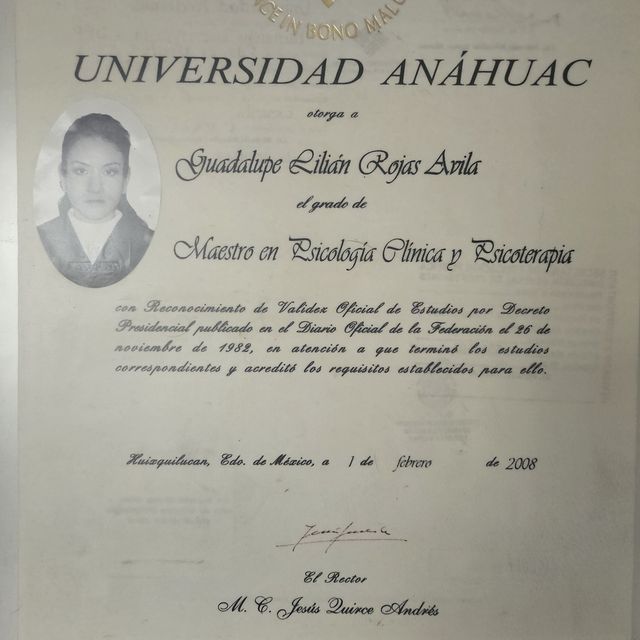 VINCE IN BONO MALUM
UNIVERSIDAD ANÁHUAC
otorga a
Guadalupe Lilián Rojas Avila
el grado de
Maestro en Psicología Clínica y Psicoterapia
con Reconocimiento de Validez Oficial de Estudios por Decreto
Presidencial publicado en el Diario Oficial de la Federación el 26 de
noviembre de 1982, en atención a que terminó los estudios
correspondientes y acreditó los requisitos establecidos para ello.
Huixquilucan, Edo. de México, a 1 de febrero de 2008
El Rector
M. C. Jesús Quirce Andrés